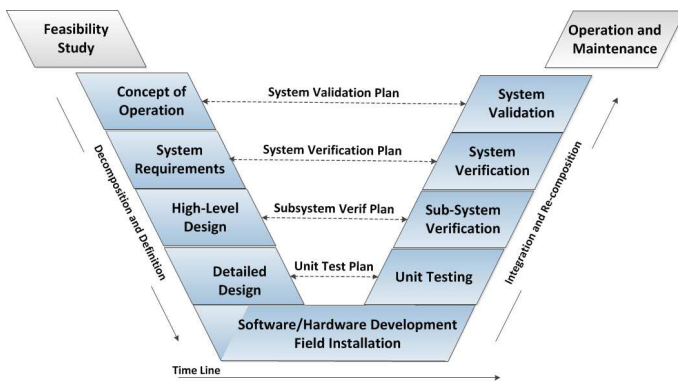 Feasibility
Study
Operation and
Maintenance
Concept of
Operation
System Validation Plan
System
Validation
System
Requirements
System Verification Plan
System
Verification
High-Level
Design
Subsystem Verif Plan
Sub-System
Verification
Detailed
Design
Unit Test Plan
Unit Testing
Software/Hardware Development
Field Installation
Decomposition and Definition
Integration and Re-composition
Time Line